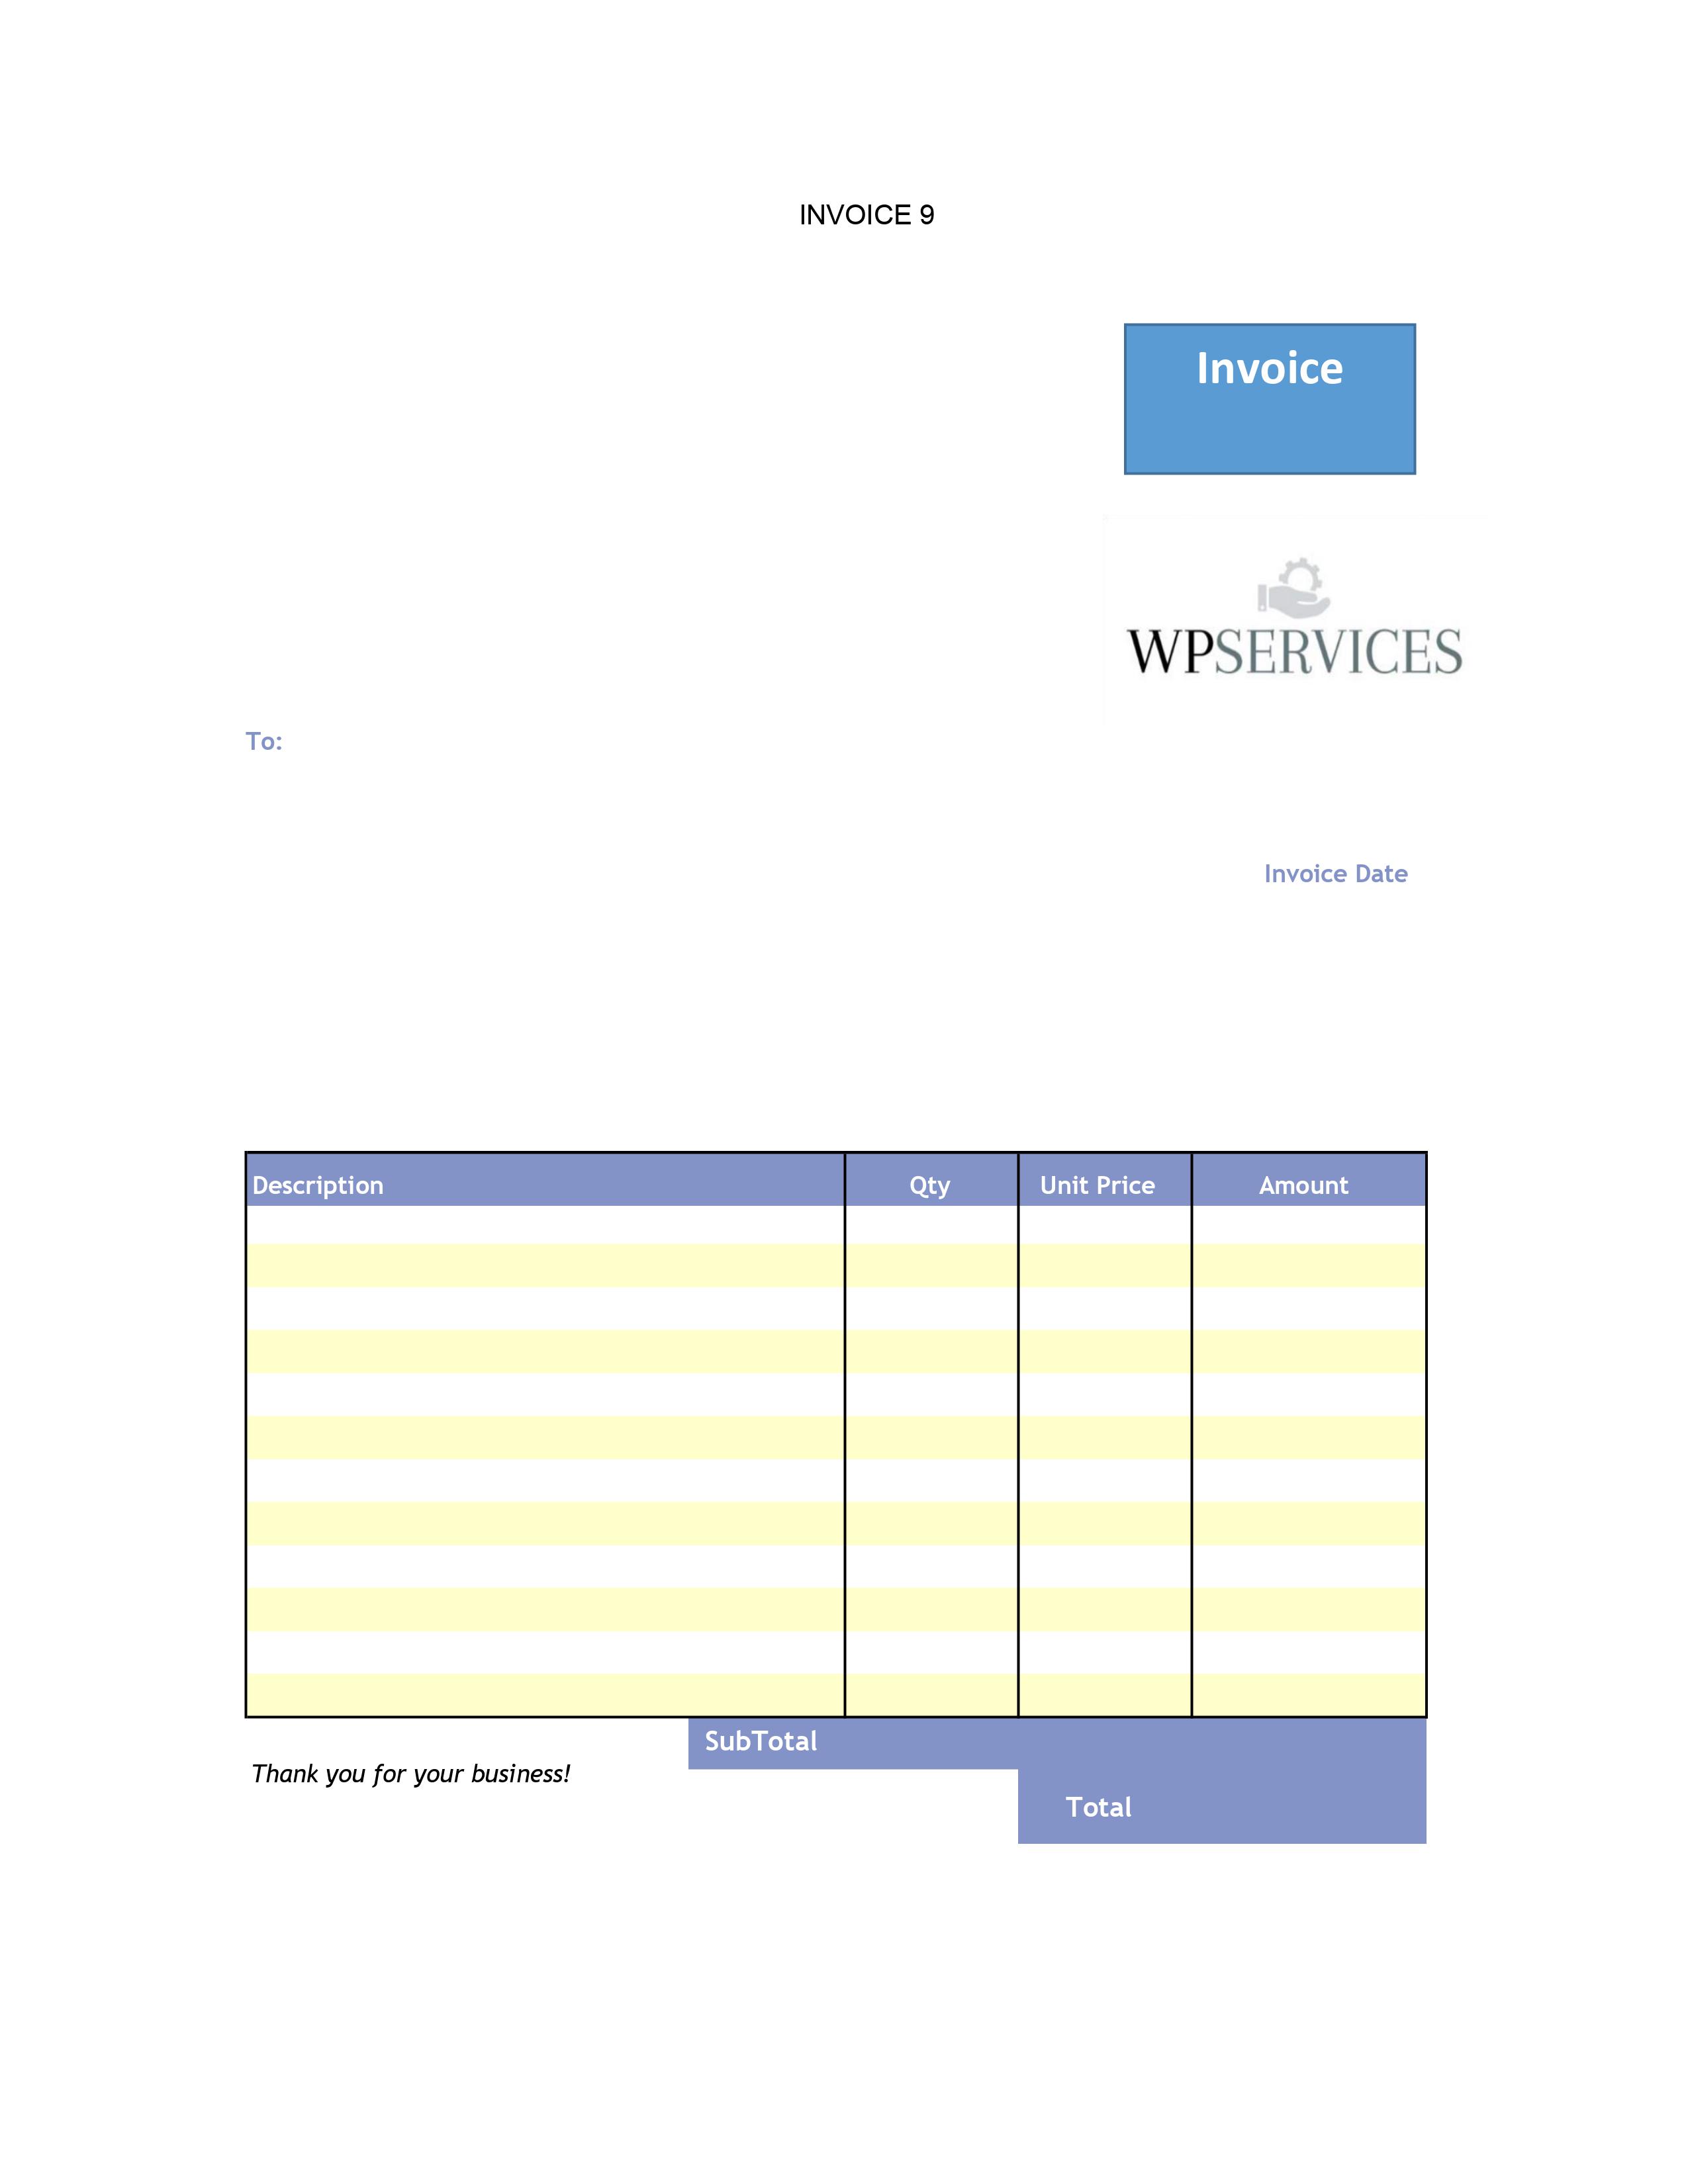 INVOICE 9
Invoice
WPSERVICES
To:
Invoice Date
Description Qty Unit Price Amount
SubTotal
Thank you for your business!
Total